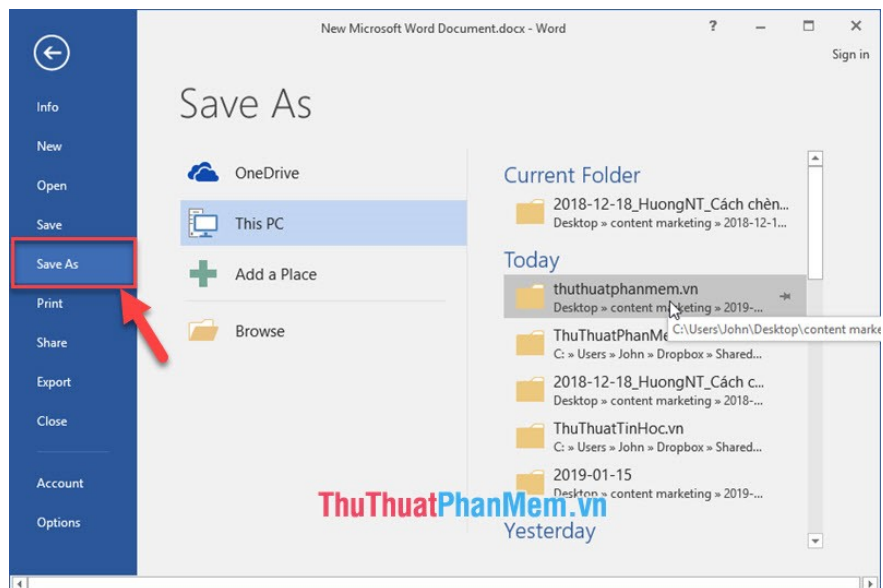 New Microsoft Word Document.docx - Word
?
Sign in
Info
New
Open
Save
Save As
Print
Share
Export
Close
Account
Options
Save As
OneDrive
This PC
Add a Place
Browse
Current Folder
2018-12-18_HuongNT_Cách chèn...
Desktop » content marketing » 2018-12-1...
Today
thuthuatphanmem.vn
Desktop » content marketing » 2019-...
C:\Users\John\Desktop\content marke
ThuThuatPhanMe
C: » Users » John » Dropbox » Shared...
2018-12-18_HuongNT_Cách c...
Desktop » content marketing » 2018-...
ThuThuatTinHoc.vn
C: » Users » John » Dropbox » Shared...
2019-01-15
Desktop » content marketing » 2019-...
ThuThuatPhanMem.vn
Yesterday